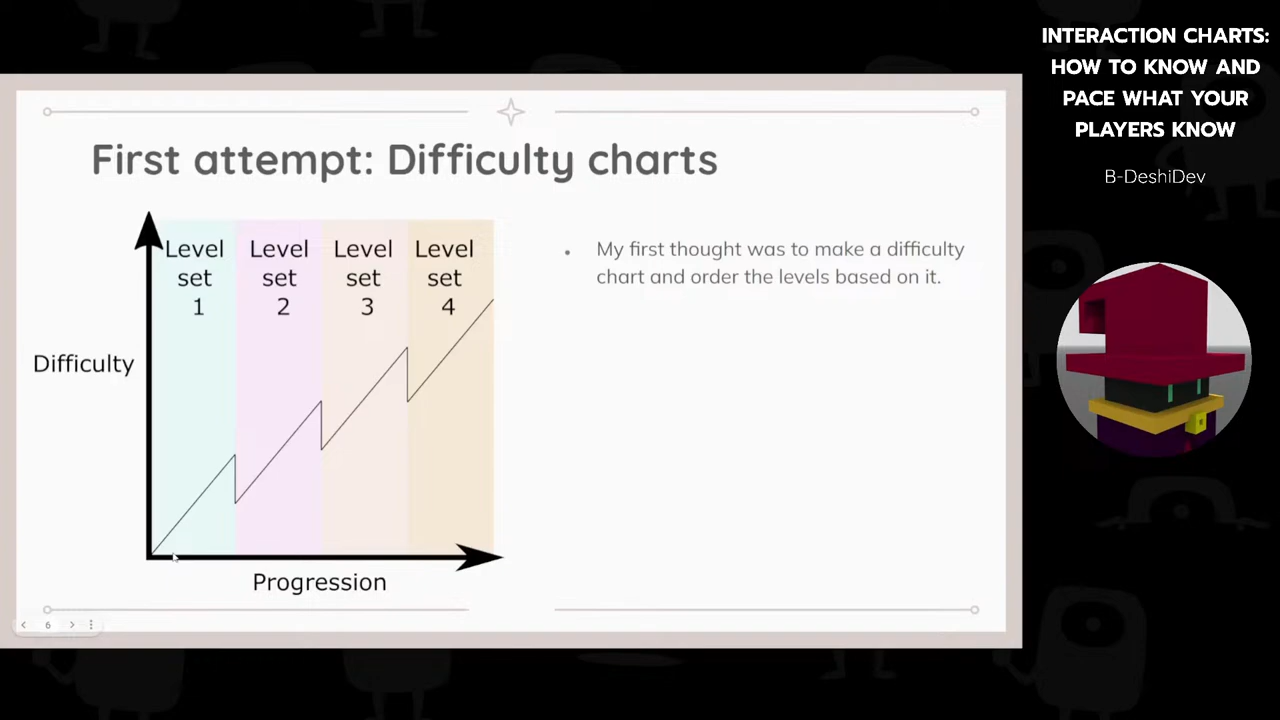 INTERACTION CHARTS:
HOW TO KNOW AND
PACE WHAT YOUR
PLAYERS KNOW
B-DeshiDev
First attempt: Difficulty charts
Level
set
1
Level
set
2
Level
set
3
Level
set
4
Difficulty
Progression
• My first thought was to make a difficulty
chart and order the levels based on it.
6